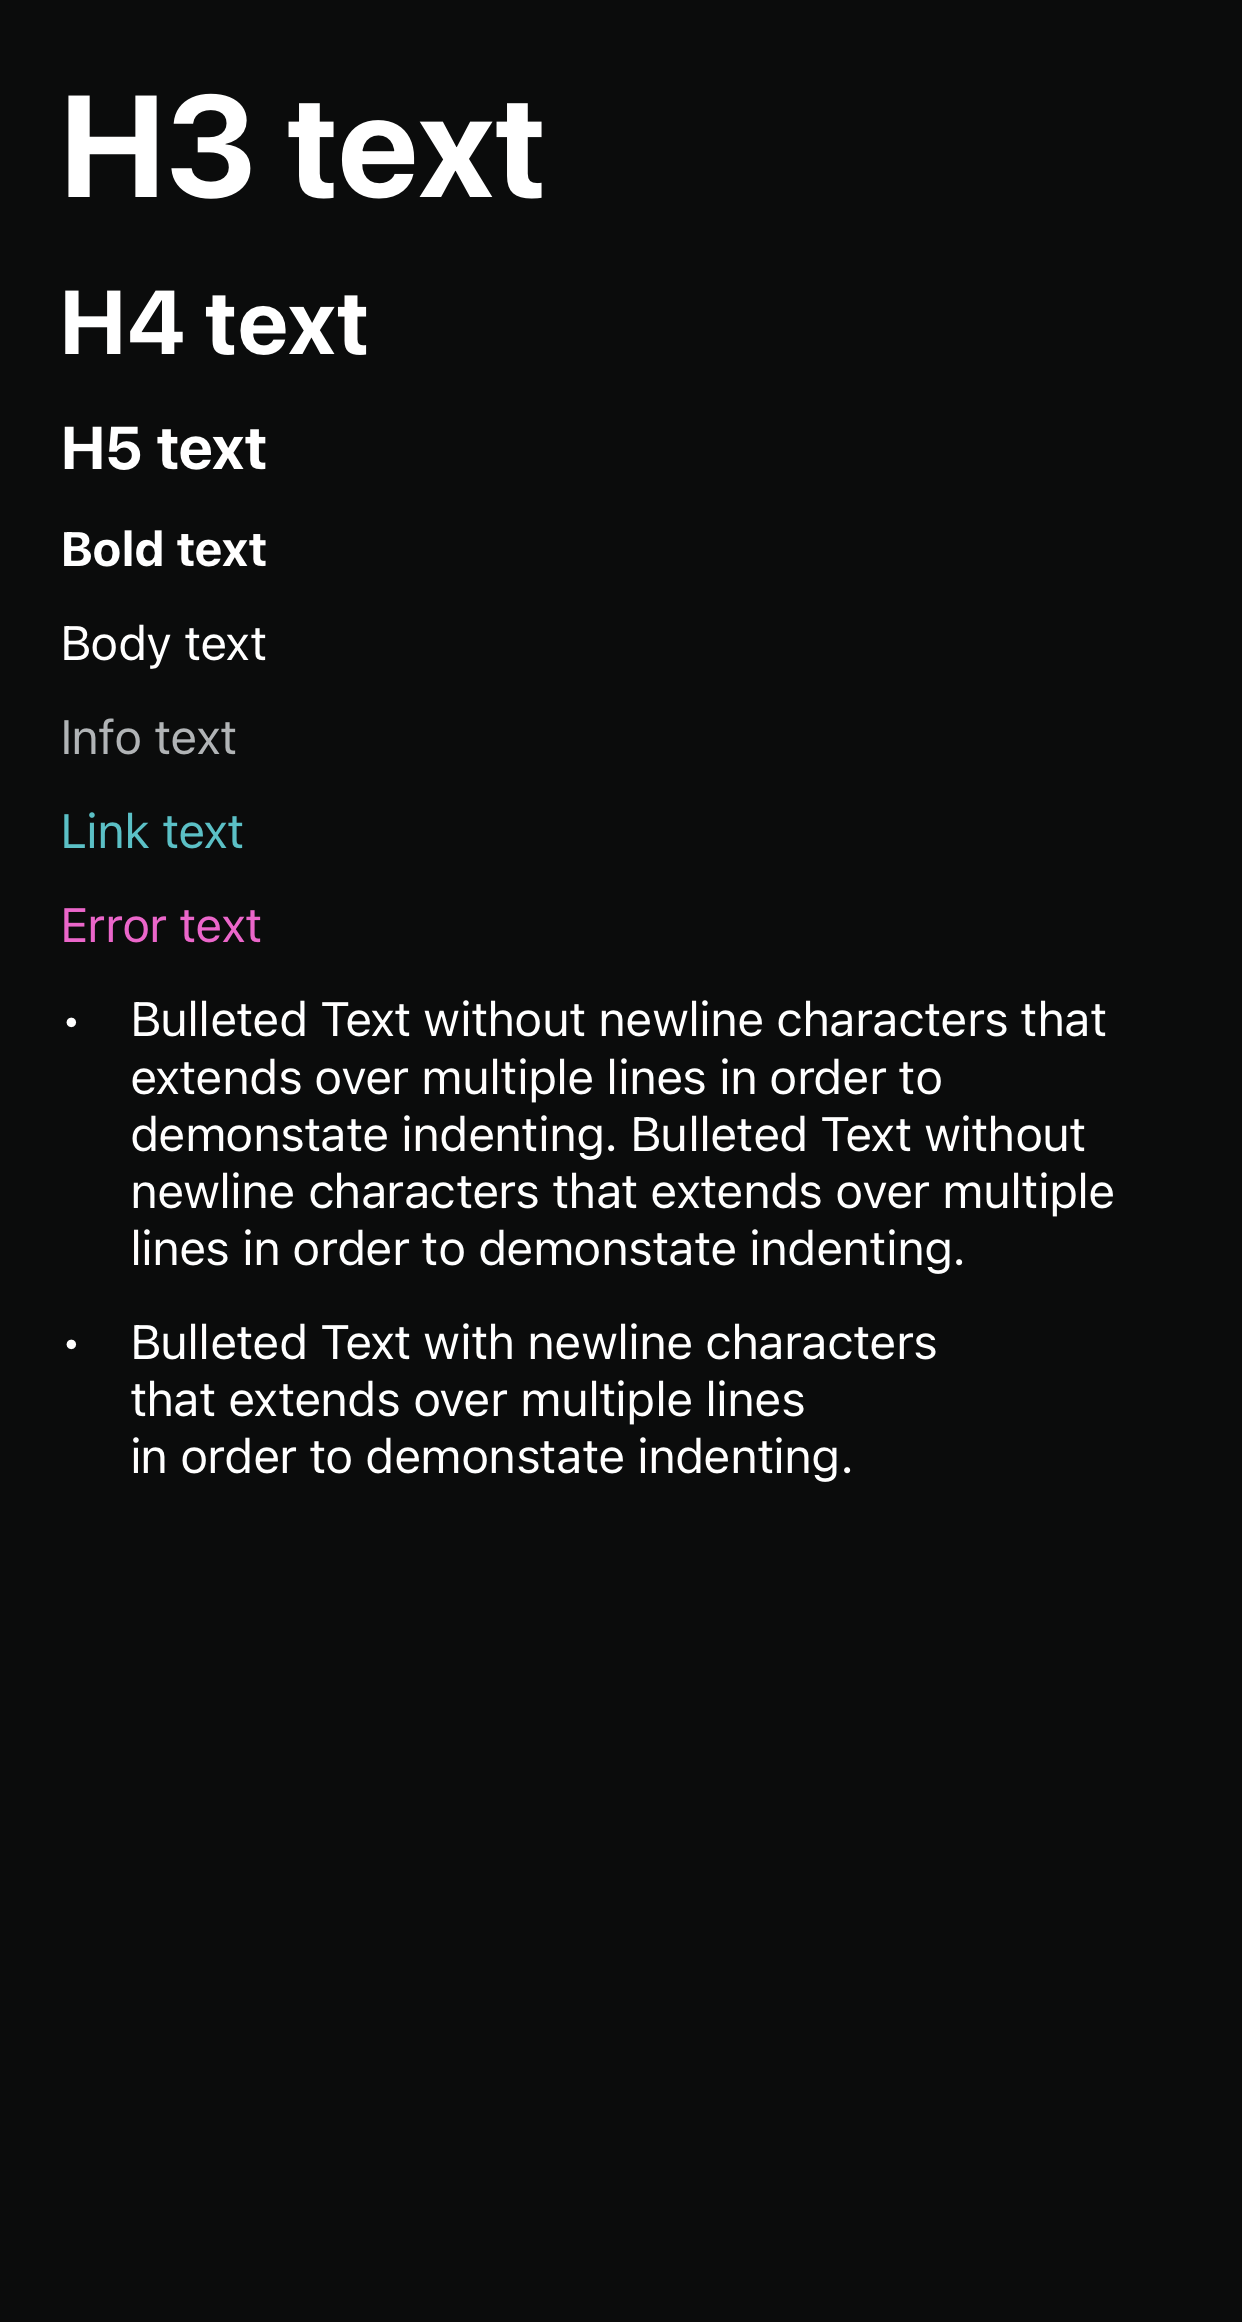 H3 text
H4 text
H5 text
Bold text
Body text
Info text
Link text
Error text
• Bulleted Text without newline characters that
extends over multiple lines in order to
demonstate indenting. Bulleted Text without
newline characters that extends over multiple
lines in order to demonstate indenting.
• Bulleted Text with newline characters
that extends over multiple lines
in order to demonstate indenting.